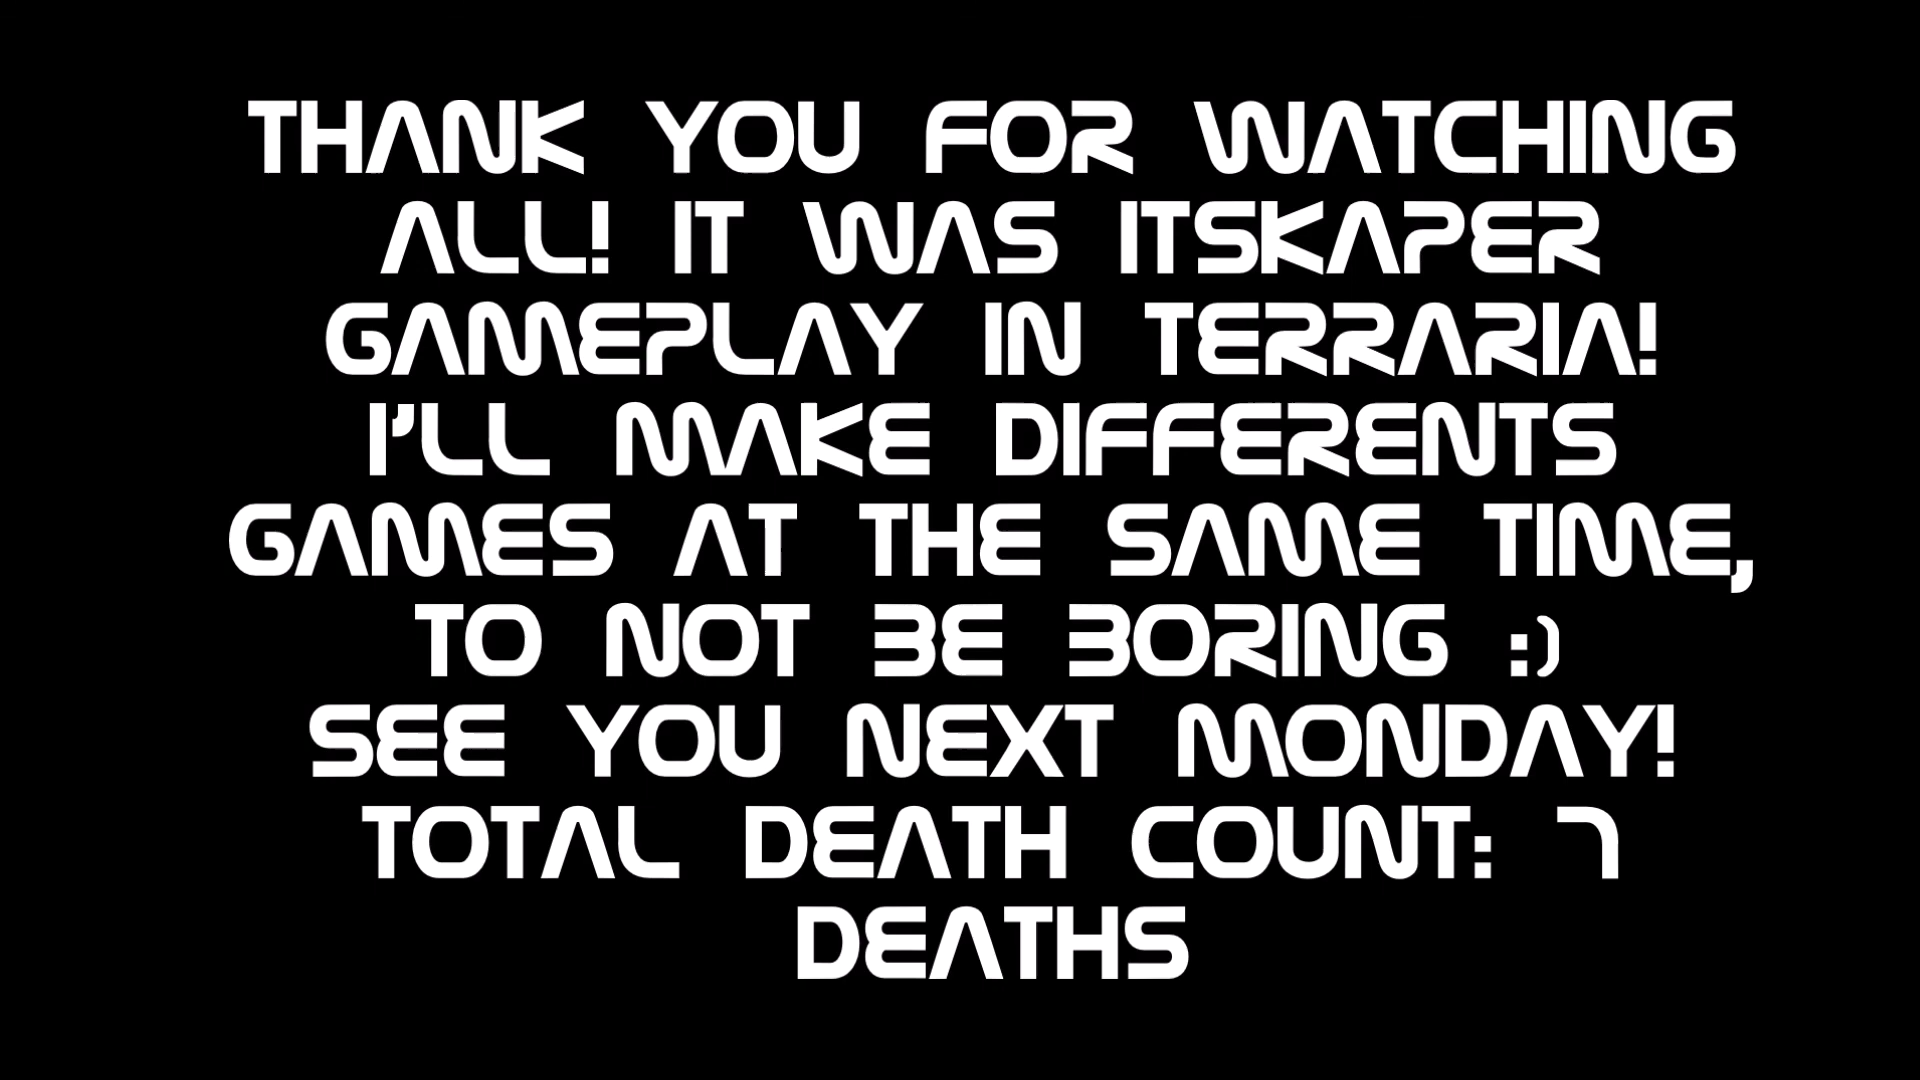 THANK YOU FOR WATCHING
ALL! IT WAS ITSKAPER
GAMEPLAY IN TERRARIA!
I'LL MAKE DIFFERENTS
GAMES AT THE SAME TIME,
TO NOT BE BORING :)
SEE YOU NEXT MONDAY!
TOTAL DEATH COUNT: 7
DEATHS